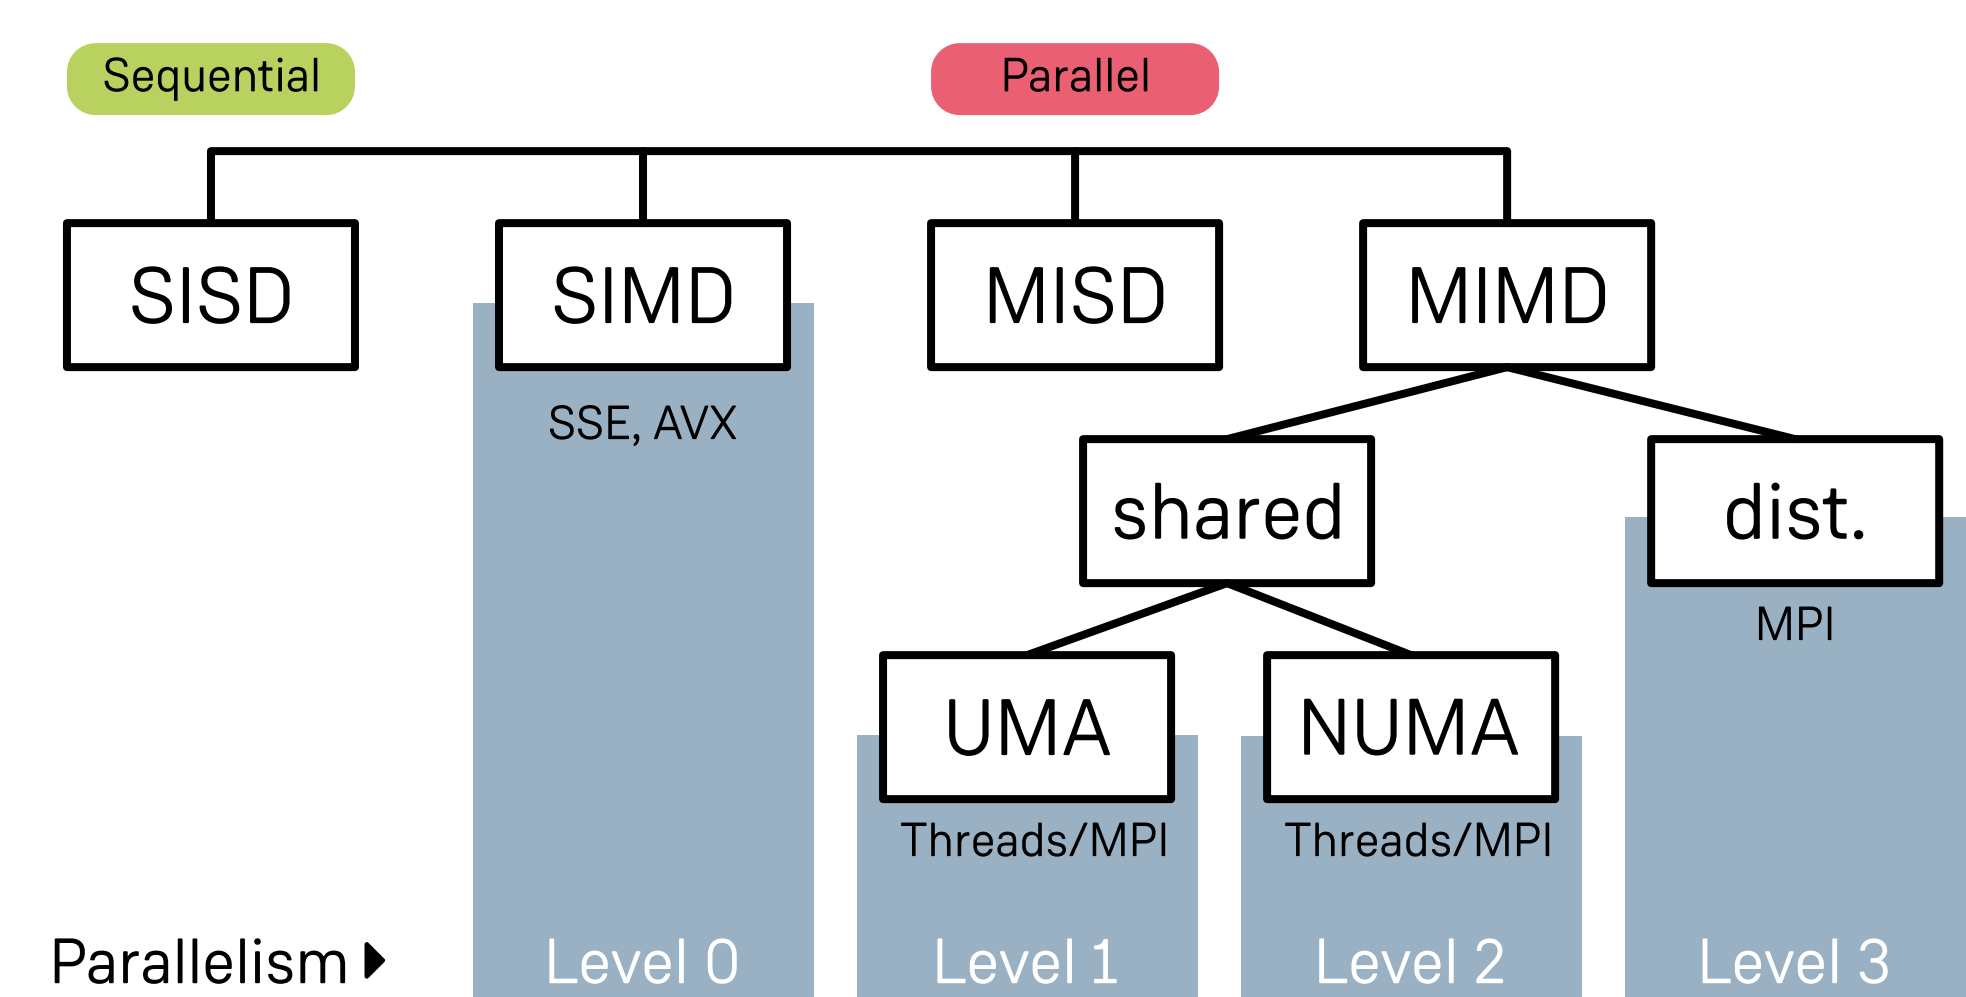 Sequential
Parallel
SISD
SIMD
MISD
MIMD
SSE, AVX
shared
dist.
MPI
UMA
NUMA
Threads/MPI
Threads/MPI
Parallelism
Level 0
Level 1
Level 2
Level 3